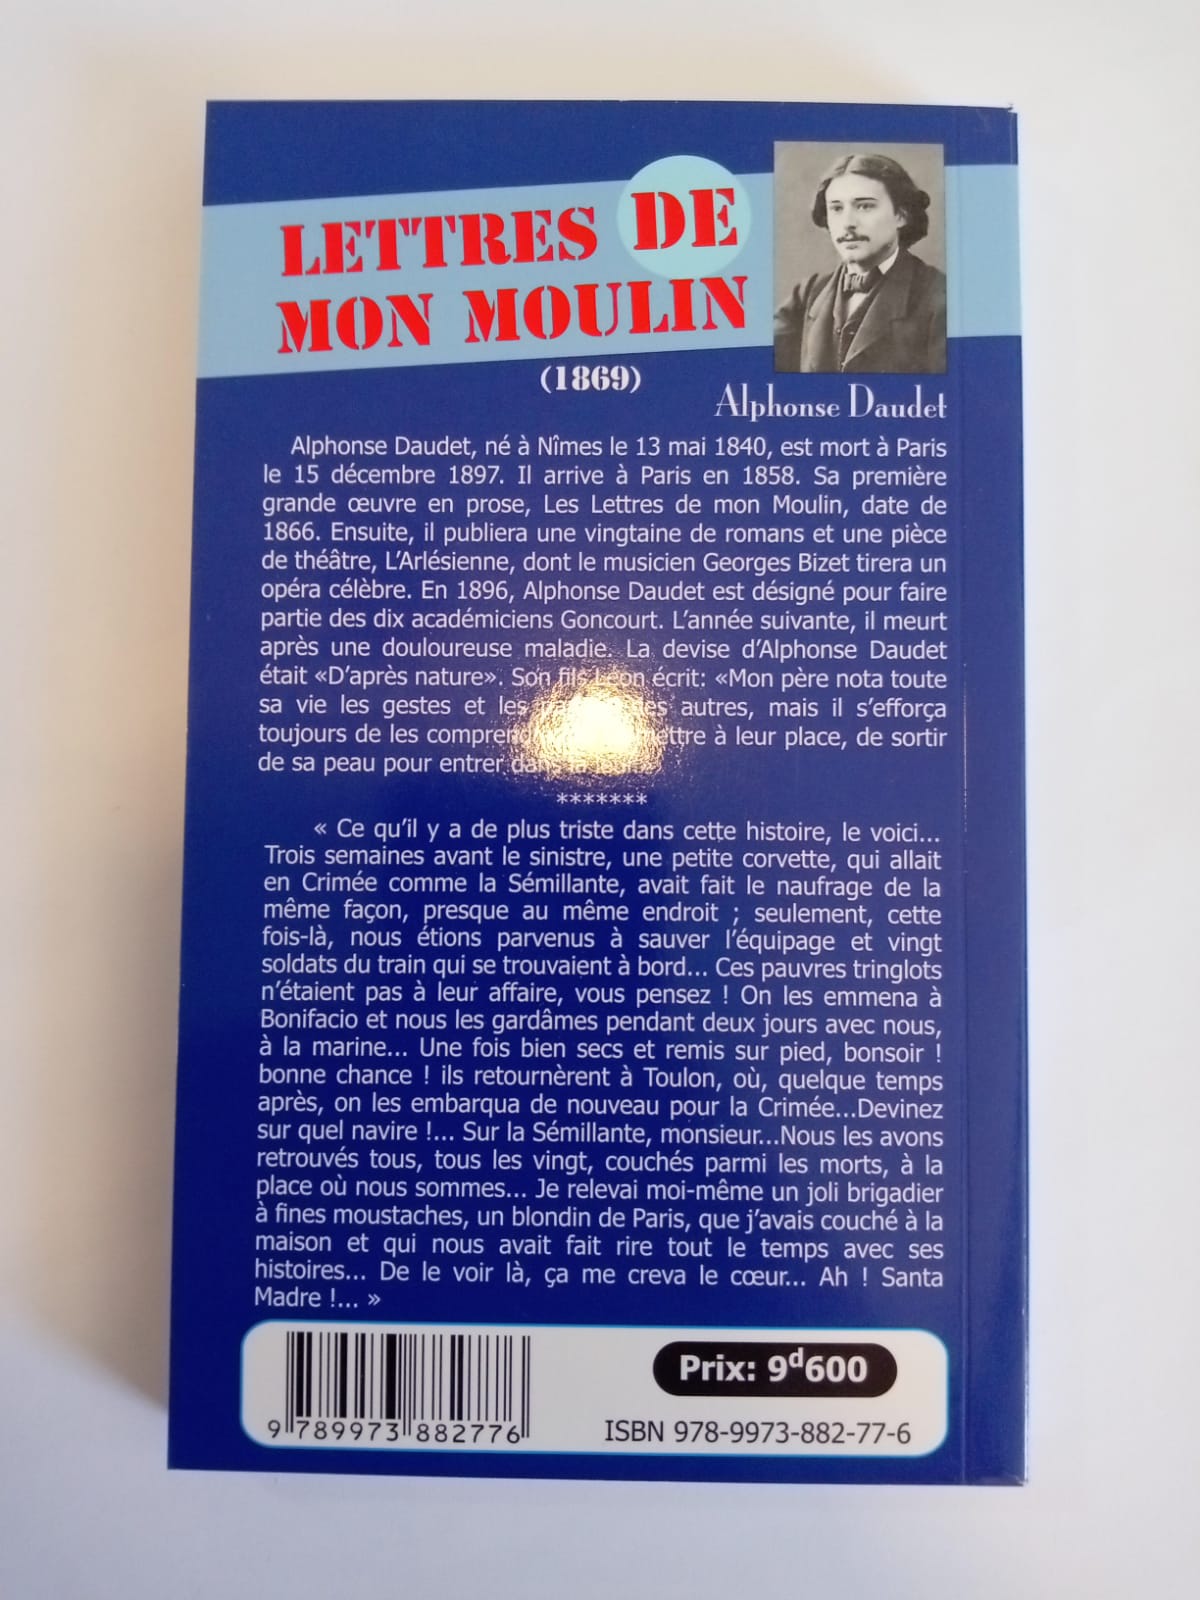 LETTRES DE
MON MOULIN
(1869)
Alphonse Daudet
Alphonse Daudet, né à Nîmes le 13 mai 1840, est mort à Paris
le 15 décembre 1897. Il arrive à Paris en 1858. Sa première
grande œuvre en prose, Les Lettres de mon Moulin, date de
1866. Ensuite, il publiera une vingtaine de romans et une pièce
de théâtre, L'Arlésienne, dont le musicien Georges Bizet tirera un
opéra célèbre. En 1896, Alphonse Daudet est désigné pour faire
partie des dix académiciens Goncourt. L'année suivante, il meurt
après une douloureuse maladie. La devise d'Alphonse Daudet
était «D'après nature». Son fils Léon écrit: «Mon père nota toute
sa vie les gestes et les autres, mais il s'efforça
toujours de les à leur place, de sortir
de sa peau pour entrer dans la leur.»
*******
« Ce qu'il y a de plus triste dans cette histoire, le voici...
Trois semaines avant le sinistre, une petite corvette, qui allait
en Crimée comme la Sémillante, avait fait le naufrage de la
même façon, presque au même endroit ; seulement, cette
fois-là, nous étions parvenus à sauver l'équipage et vingt
soldats du train qui se trouvaient à bord... Ces pauvres tringlots
n'étaient pas à leur affaire, vous pensez ! On les emmena à
Bonifacio et nous les gardâmes pendant deux jours avec nous,
à la marine... Une fois bien secs et remis sur pied, bonsoir !
bonne chance ! ils retournèrent à Toulon, où, quelque temps
après, on les embarqua de nouveau pour la Crimée...Devinez
sur quel navire !... Sur la Sémillante, monsieur...Nous les avons
retrouvés tous, tous les vingt, couchés parmi les morts, à la
place où nous sommes... Je relevai moi-même un joli brigadier
à fines moustaches, un blondin de Paris, que j'avais couché à la
maison et qui nous avait fait rire tout le temps avec ses
histoires... De le voir là, ça me creva le cœur... Ah ! Santa
Madre !... »
Prix: 9d600
9 789973 882776
ISBN 978-9973-882-77-6